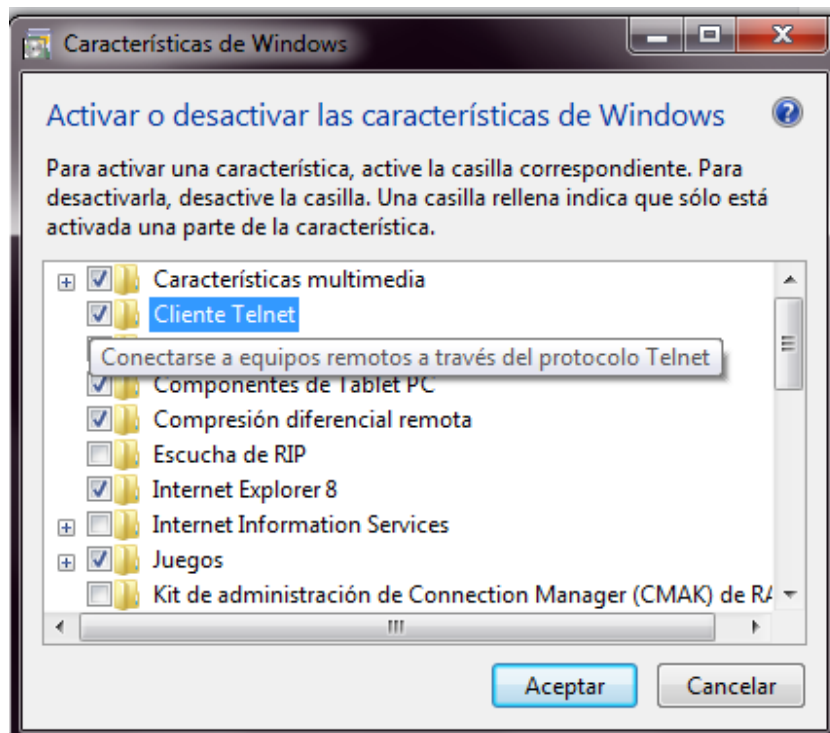 Características de Windows
Activar o desactivar las características de Windows
Para activar una característica, active la casilla correspondiente. Para
desactivarla, desactive la casilla. Una casilla rellena indica que sólo está
activada una parte de la característica.
Características multimedia
Cliente Telnet
Conectarse a equipos remotos a través del protocolo Telnet
Componentes de Tablet PC
Compresión diferencial remota
Escucha de RIP
Internet Explorer 8
Internet Information Services
Juegos
Kit de administración de Connection Manager (CMAK) de RA
Aceptar
Cancelar